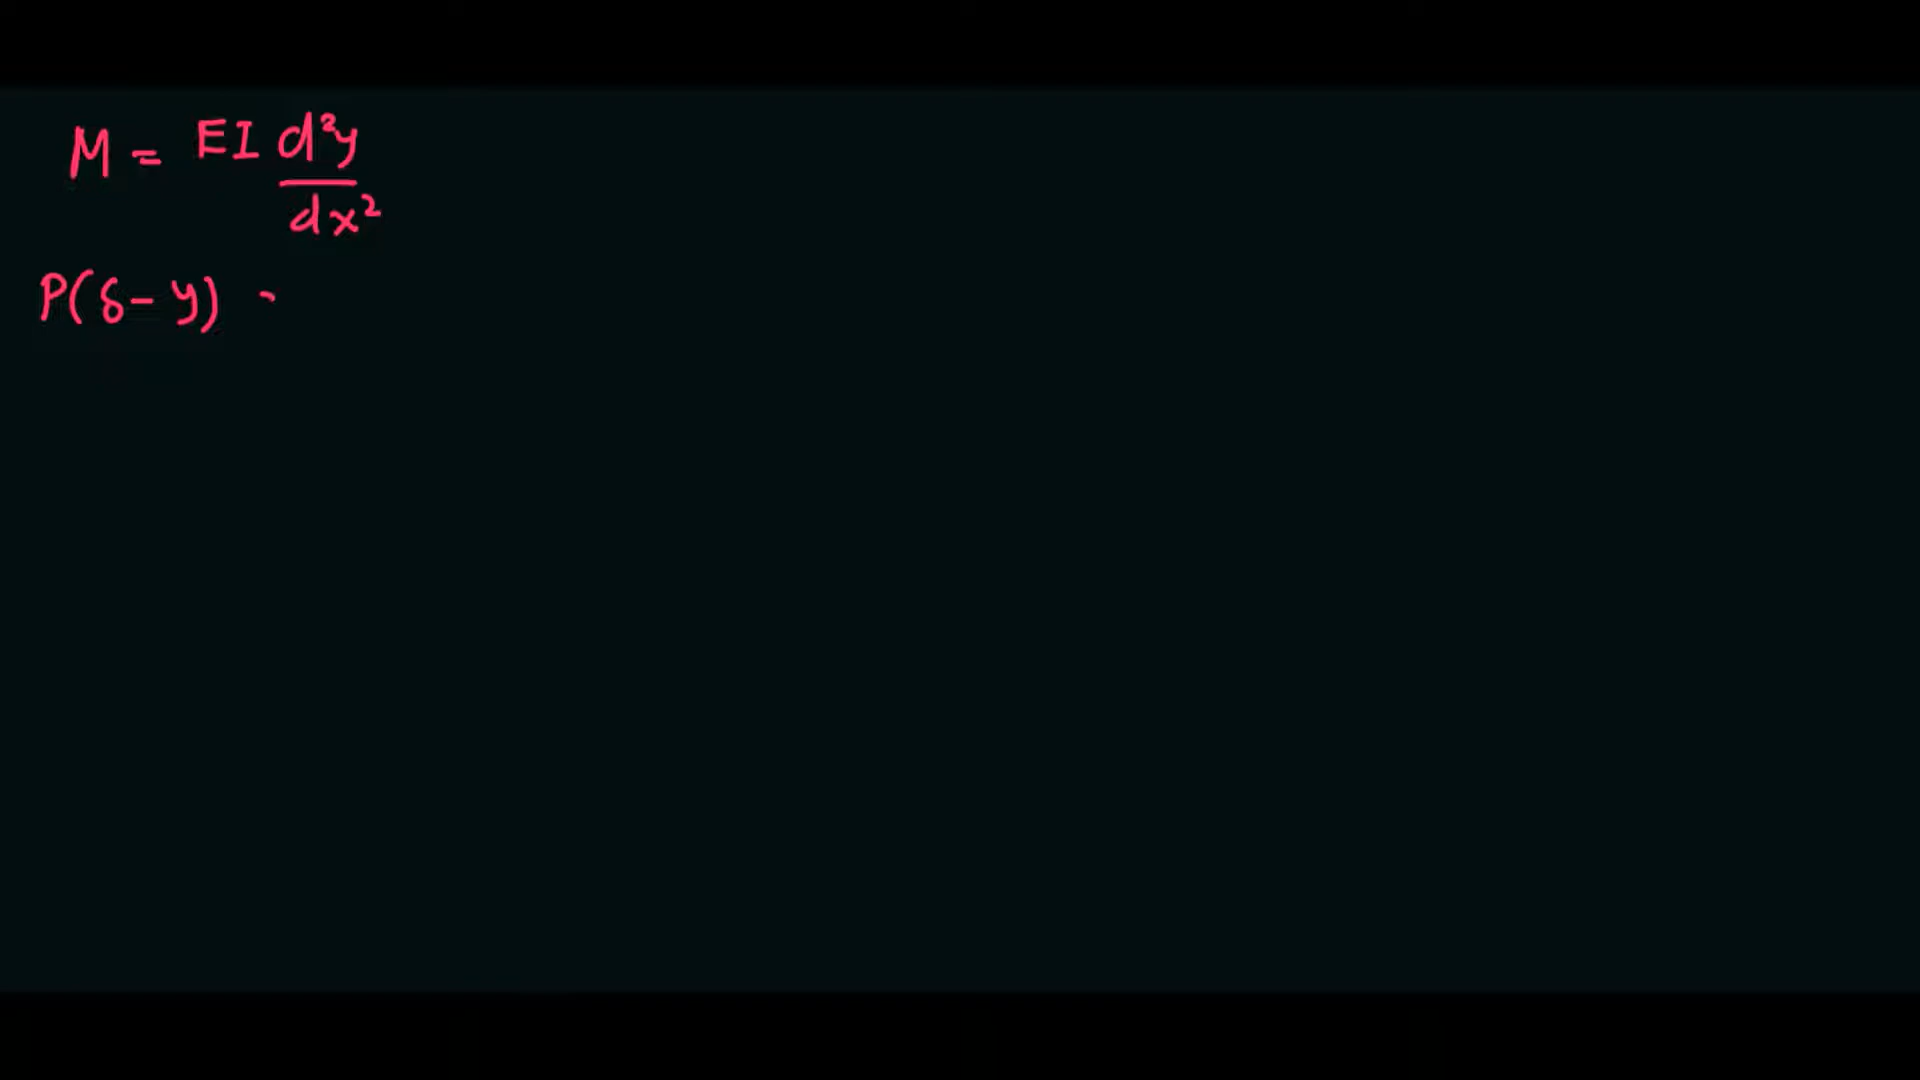 M = EI d²y/dx²
P(δ - y) -